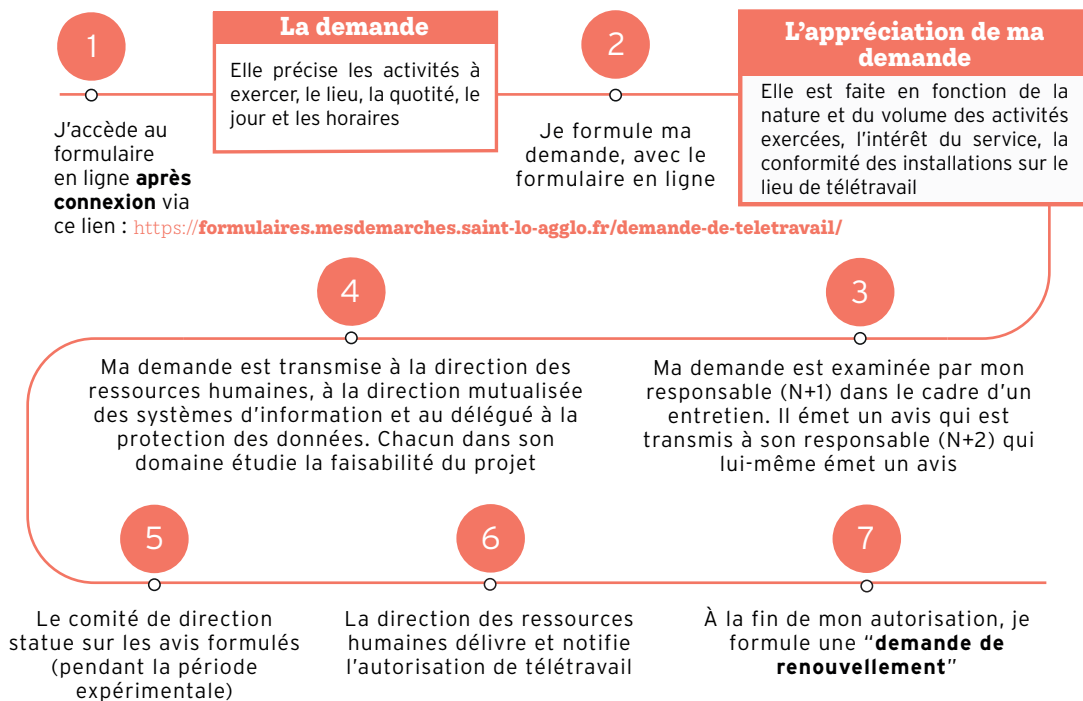 1
J'accède au
formulaire
en ligne après
connexion via
ce lien : https://formulaires.mesdemarches.saint-lo-agglo.fr/demande-de-teletravail/
La demande
Elle précise les activités à
exercer, le lieu, la quotité, le
jour et les horaires
2
Je formule ma
demande, avec le
formulaire en ligne
L'appréciation de ma
demande
Elle est faite en fonction de la
nature et du volume des activités
exercées, l'intérêt du service, la
conformité des installations sur le
lieu de télétravail
3
Ma demande est examinée par mon
responsable (N+1) dans le cadre d'un
entretien. Il émet un avis qui est
transmis à son responsable (N+2) qui
lui-même émet un avis
4
Ma demande est transmise à la direction des
ressources humaines, à la direction mutualisée
des systèmes d'information et au délégué à la
protection des données. Chacun dans son
domaine étudie la faisabilité du projet
5
Le comité de direction
statue sur les avis formulés
(pendant la période
expérimentale)
6
La direction des ressources
humaines délivre et notifie
l'autorisation de télétravail
7
À la fin de mon autorisation, je
formule une "demande de
renouvellement"